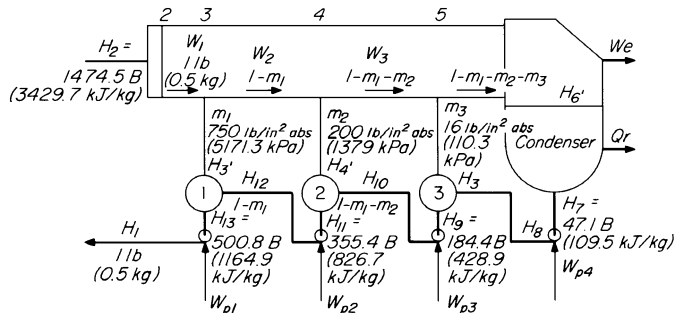 2 3 4 5
H2 =
1474.5 B
(3429.7 kJ/kg)
W1
1 lb
(0.5 kg)
W2
1-m1
W3
1-m1-m2
1-m1-m2-m3
We
H6'
Condenser
Qr
m1
750 lb/in² abs
(5171.3 kPa)
H3'
m2
200 lb/in² abs
(1379 kPa)
H4'
m3
16 lb/in² abs
(110.3
kPa)
1
H12
1-m1
2
H10
1-m1-m2
3
H3
H1
1 lb
(0.5 kg)
H13 =
500.8 B
(1164.9
kJ/kg)
H11 =
355.4 B
(826.7
kJ/kg)
H9 =
184.4 B
(428.9
kJ/kg)
H8
H7 =
47.1 B
(109.5 kJ/kg)
Wp1
Wp2
Wp3
Wp4